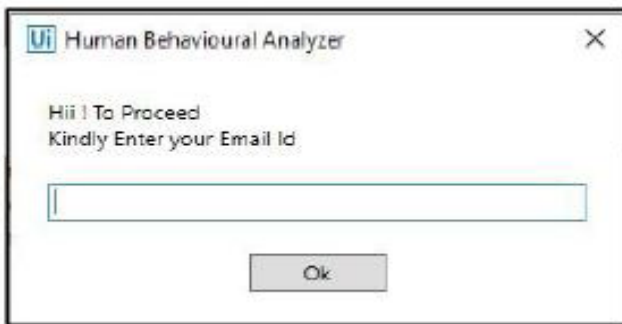 Ui Human Behavioural Analyzer
Hii ! To Proceed
Kindly Enter your Email Id
Ok